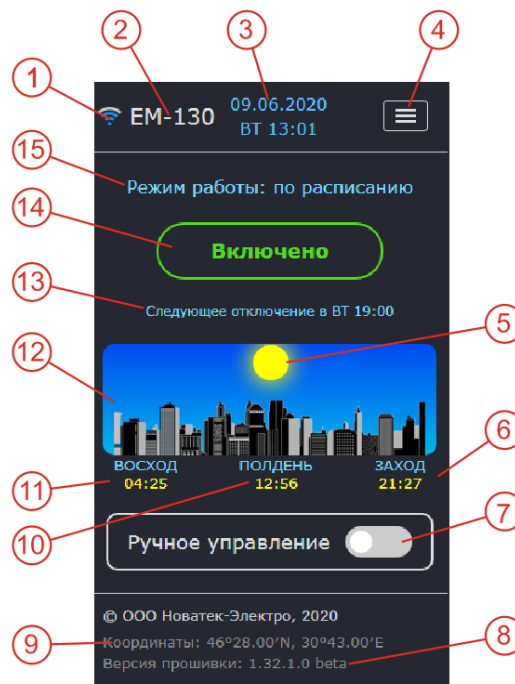 1
2
3
4
EM-130
09.06.2020
ВТ 13:01
15
Режим работы: по расписанию
14
Включено
13
Следующее отключение в ВТ 19:00
12
5
6
ВОСХОД ПОЛДЕНЬ ЗАХОД
04:25 12:56 21:27
11
10
7
Ручное управление
© ООО Новатек-Электро, 2020
9
Координаты: 46°28.00'N, 30°43.00'E
8
Версия прошивки: 1.32.1.0 beta